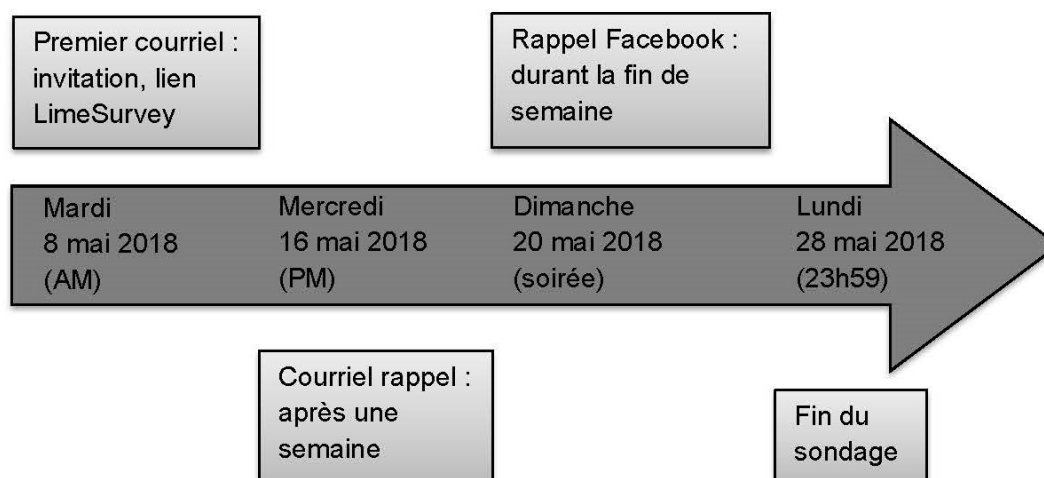 Premier courriel :
invitation, lien
LimeSurvey
Rappel Facebook :
durant la fin de
semaine
Mardi
8 mai 2018
(AM)
Mercredi
16 mai 2018
(PM)
Dimanche
20 mai 2018
(soirée)
Lundi
28 mai 2018
(23h59)
Courriel rappel :
après une
semaine
Fin du
sondage